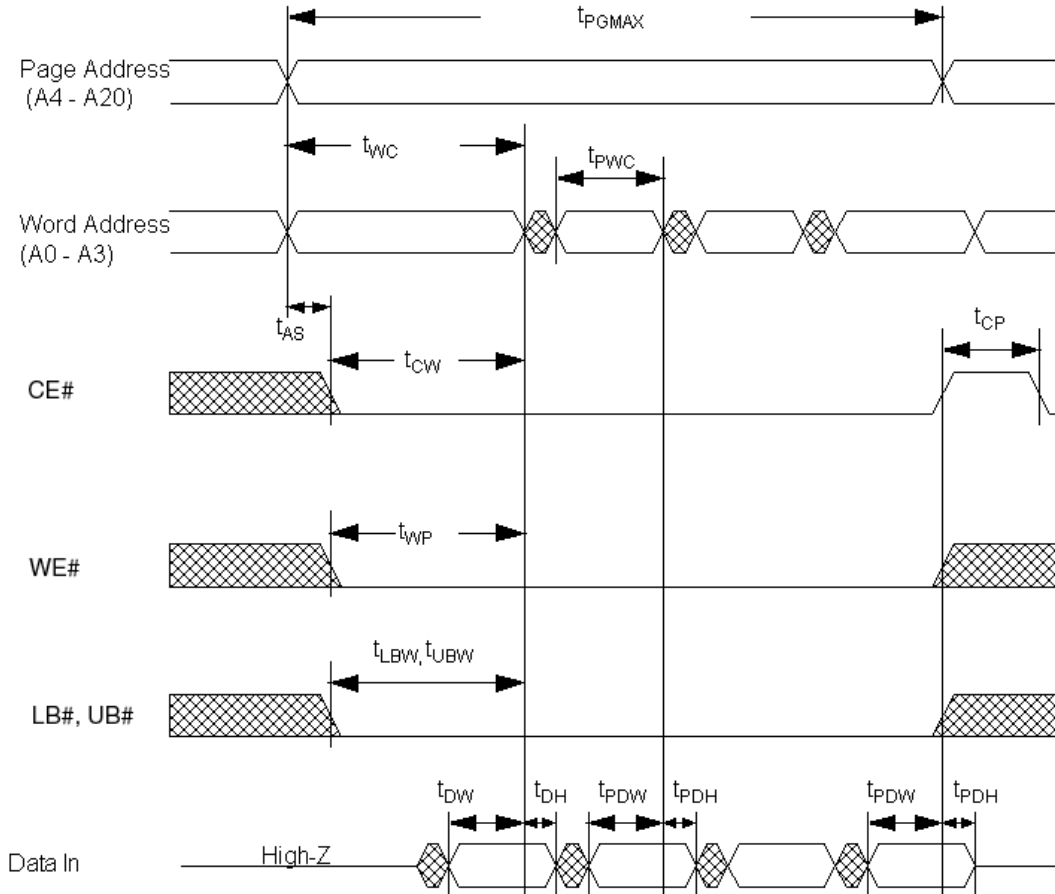 tPGMAX
Page Address
(A4 - A20)
tWC
tPWC
Word Address
(A0 - A3)
tAS
tCW
tCP
CE#
tWP
WE#
tLBW, tUBW
LB#, UB#
tDW
tDH
tPDW
tPDH
tPDW
tPDH
Data In
High-Z